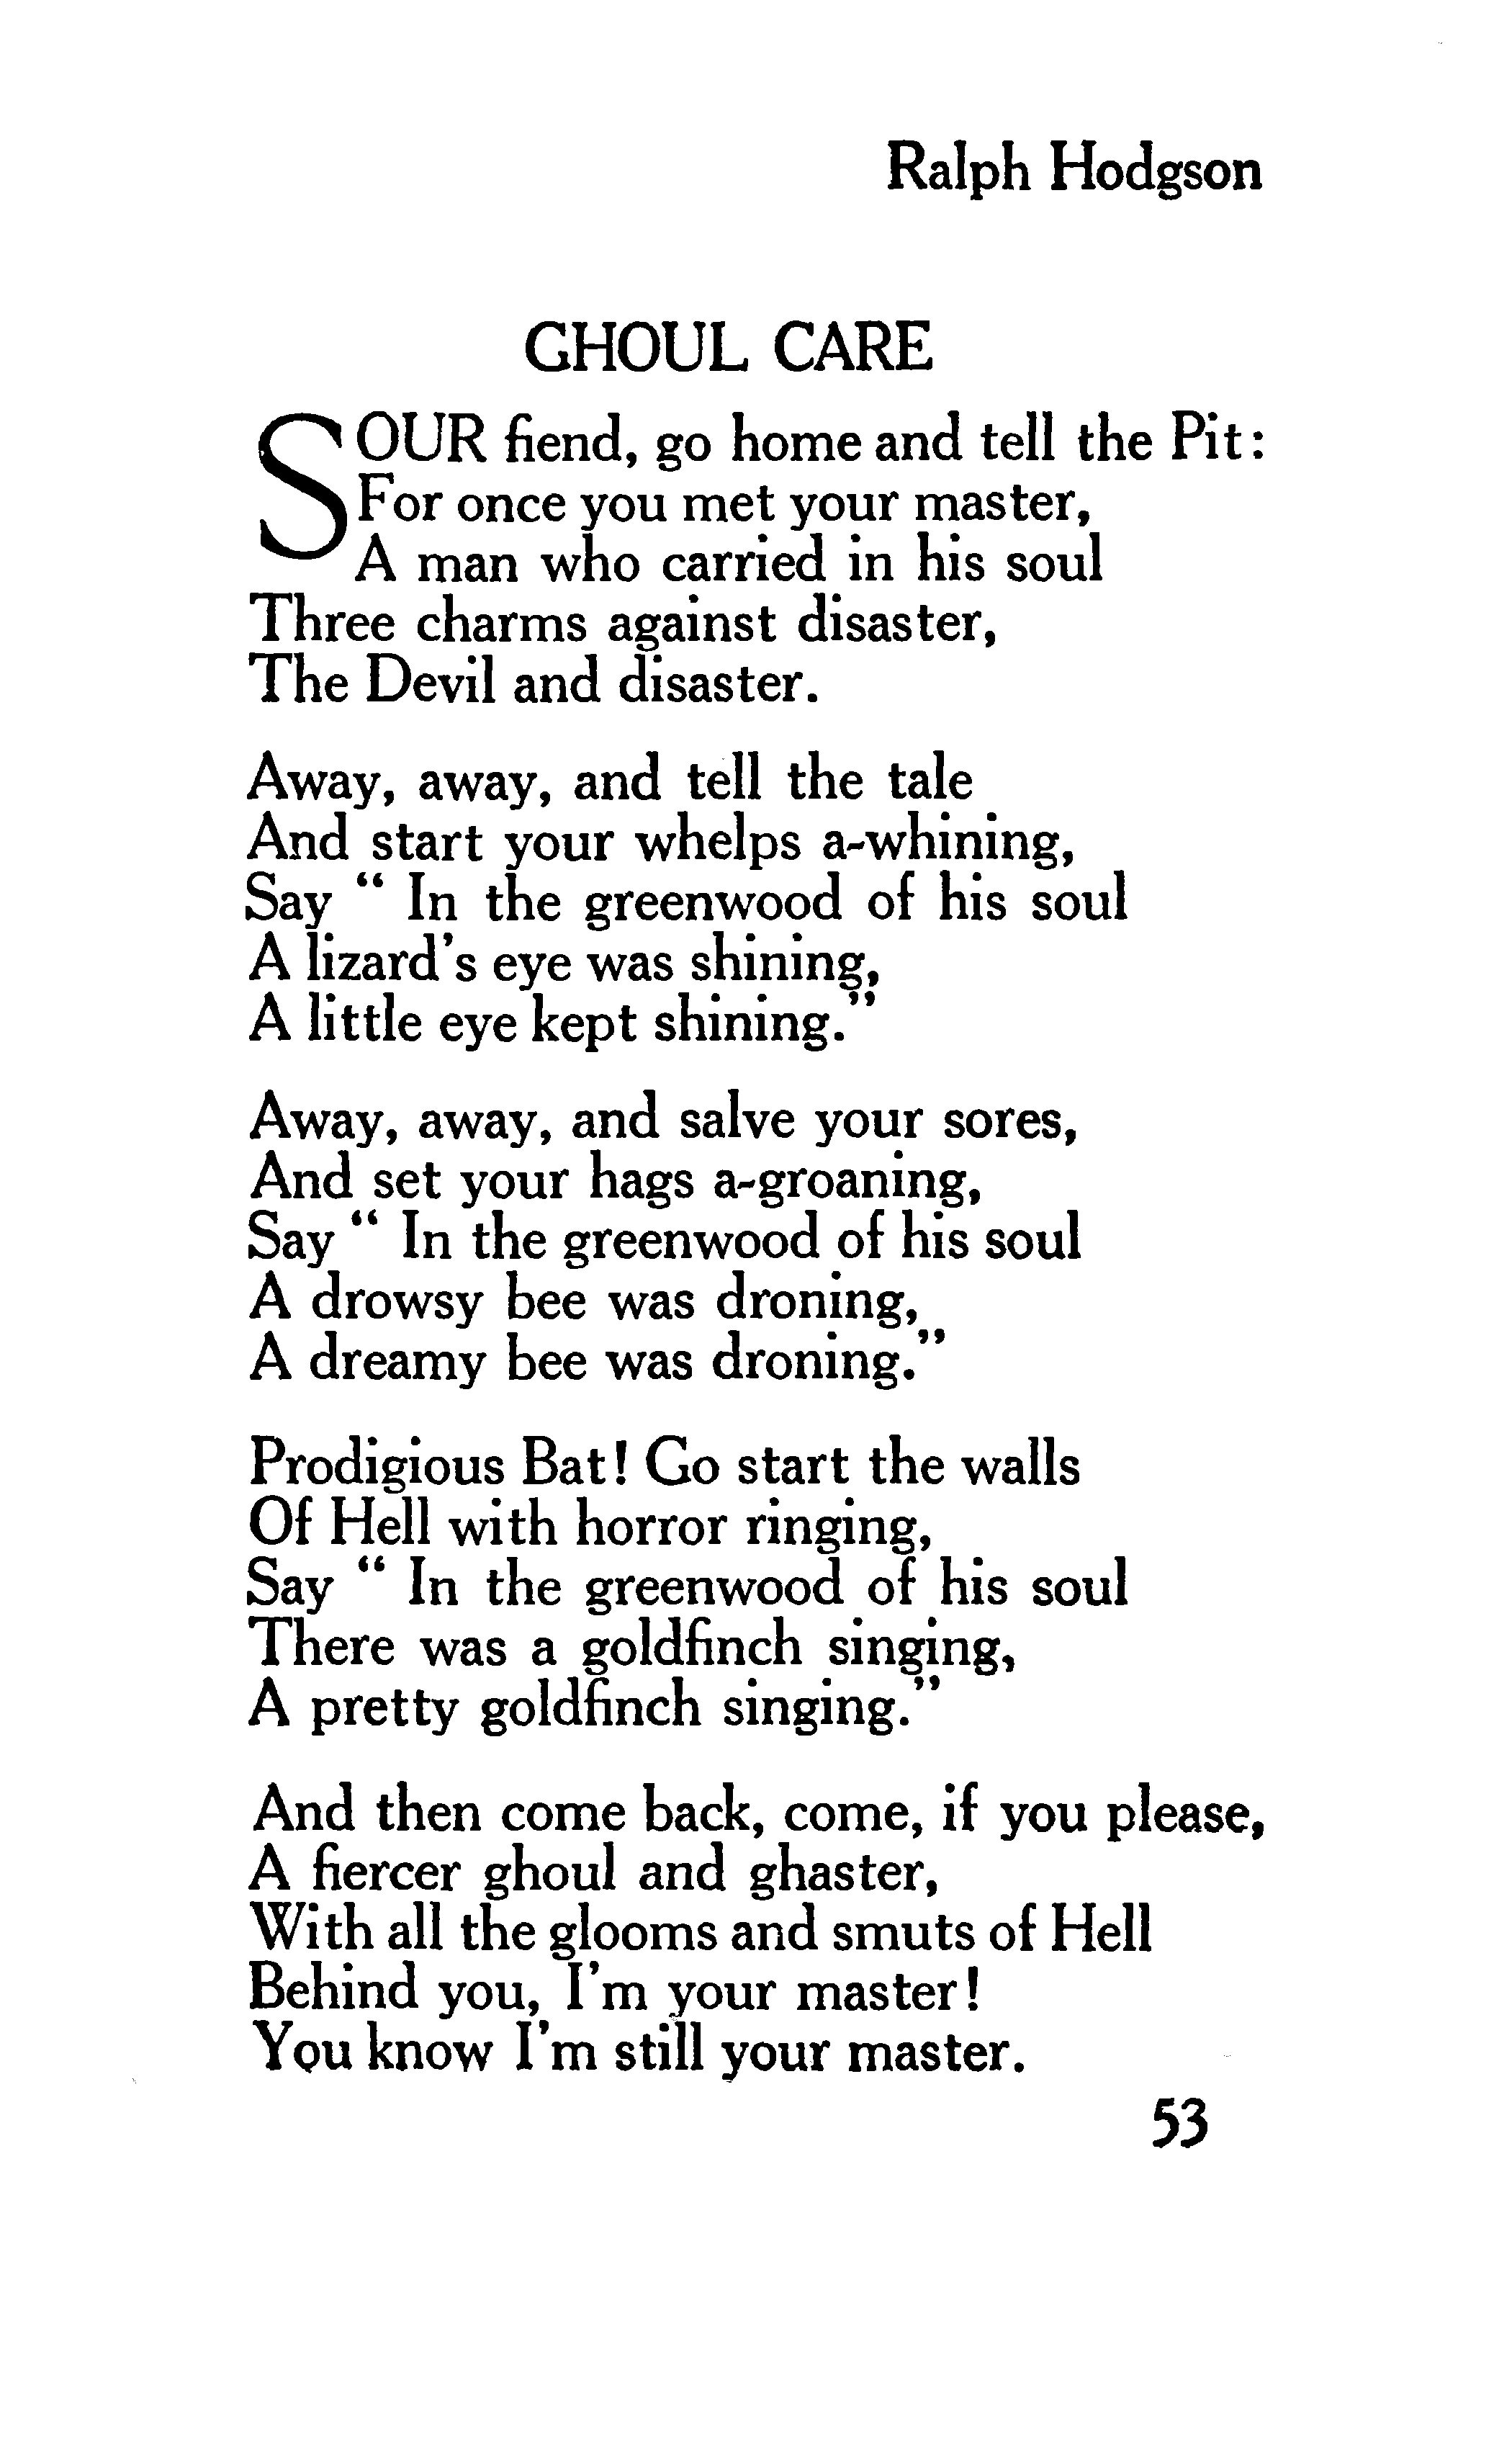 Ralph Hodgson
GHOUL CARE
SOUR fiend, go home and tell the Pit:
For once you met your master,
A man who carried in his soul
Three charms against disaster,
The Devil and disaster.
Away, away, and tell the tale
And start your whelps a-whining,
Say “ In the greenwood of his soul
A lizard’s eye was shining,
A little eye kept shining.”
Away, away, and salve your sores,
And set your hags a-groaning,
Say “ In the greenwood of his soul
A drowsy bee was droning,
A dreamy bee was droning.”
Prodigious Bat! Go start the walls
Of Hell with horror ringing,
Say “ In the greenwood of his soul
There was a goldfinch singing,
A pretty goldfinch singing.”
And then come back, come, if you please,
A fiercer ghoul and ghaster,
With all the glooms and smuts of Hell
Behind you, I’m your master!
You know I’m still your master.
53